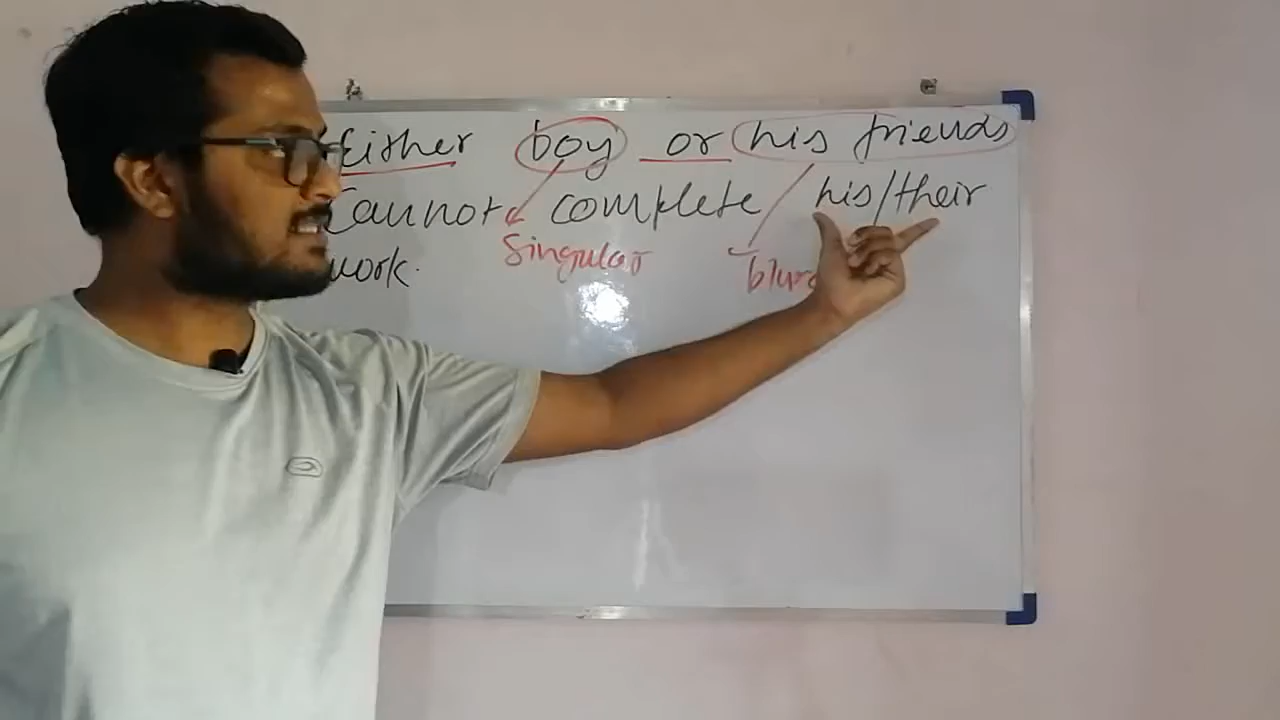 Either boy or his friends
Cannot complete his/their
work.
Singular